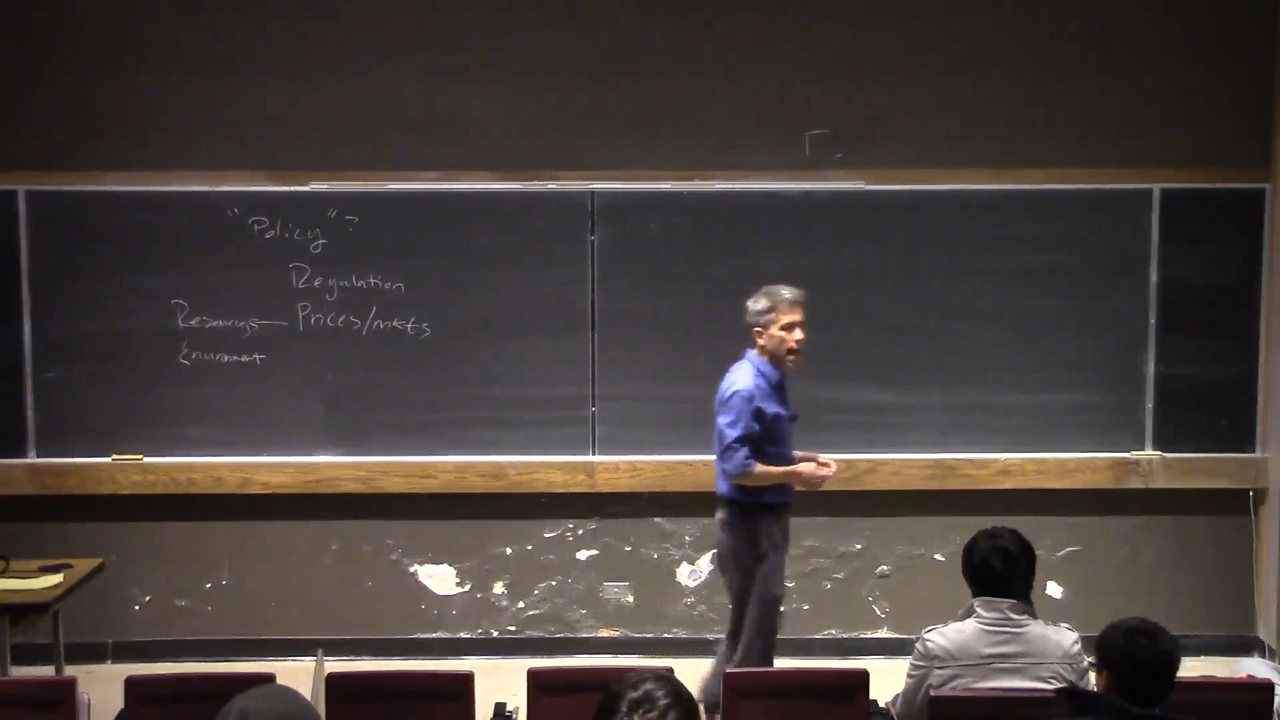 "Policy"?
Regulation
Resources — Prices/mkts
Environment